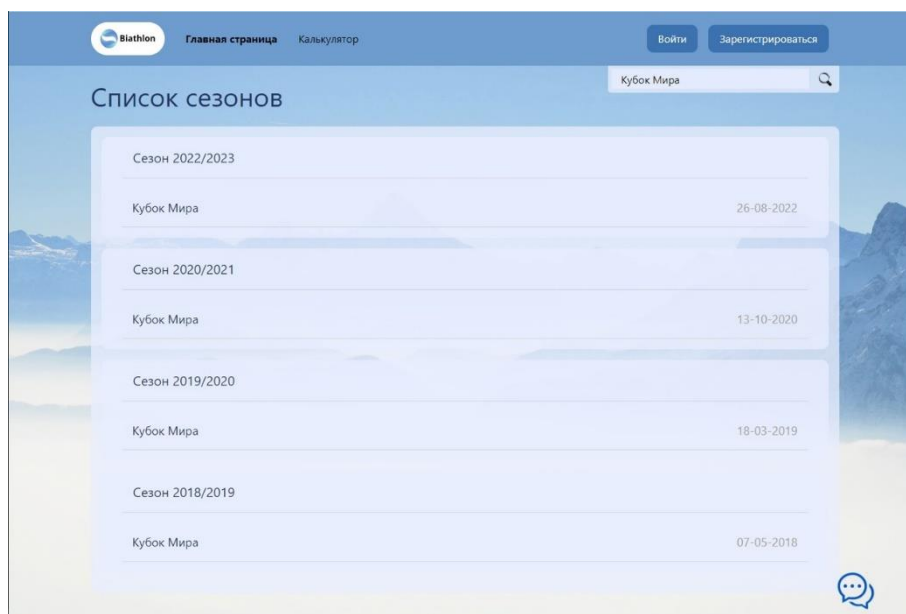 Biathlon Главная страница Калькулятор Войти Зарегистрироваться
Кубок Мира
Список сезонов
Сезон 2022/2023
Кубок Мира 26-08-2022
Сезон 2020/2021
Кубок Мира 13-10-2020
Сезон 2019/2020
Кубок Мира 18-03-2019
Сезон 2018/2019
Кубок Мира 07-05-2018